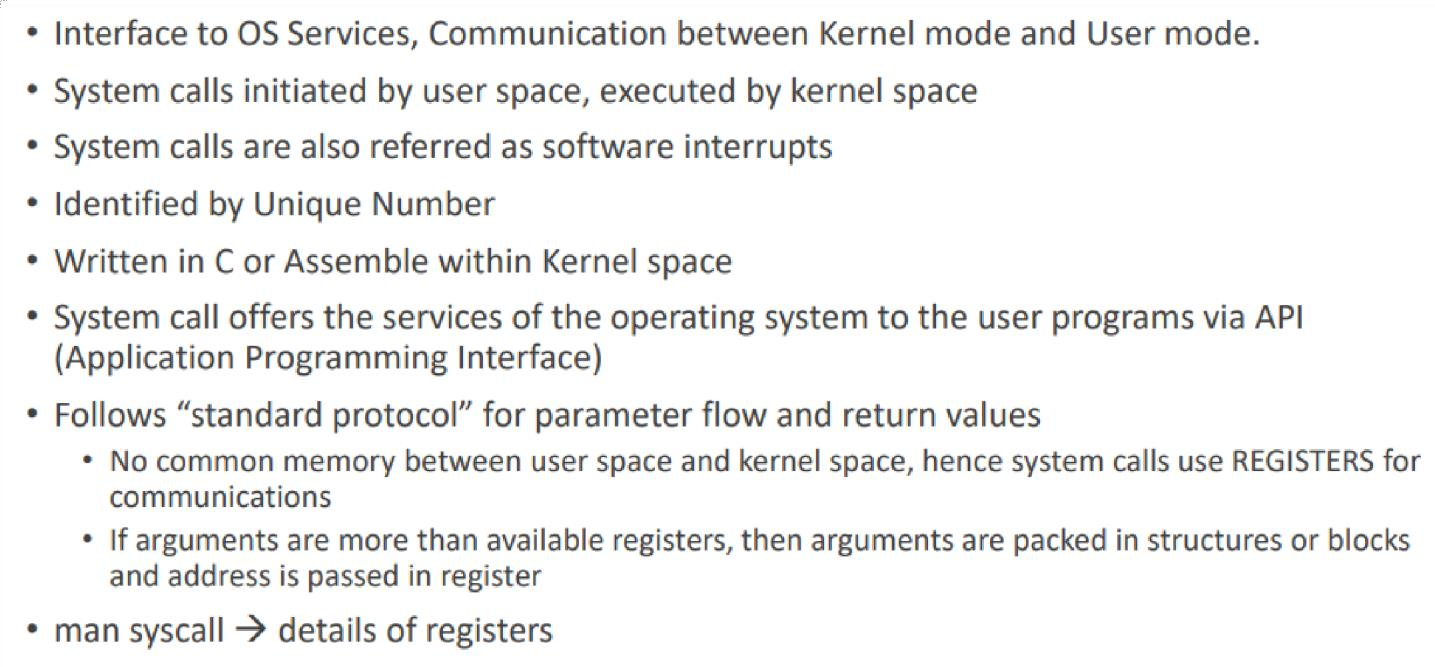 • Interface to OS Services, Communication between Kernel mode and User mode.
• System calls initiated by user space, executed by kernel space
• System calls are also referred as software interrupts
• Identified by Unique Number
• Written in C or Assemble within Kernel space
• System call offers the services of the operating system to the user programs via API
(Application Programming Interface)
• Follows “standard protocol” for parameter flow and return values
• No common memory between user space and kernel space, hence system calls use REGISTERS for
communications
• If arguments are more than available registers, then arguments are packed in structures or blocks
and address is passed in register
• man syscall → details of registers